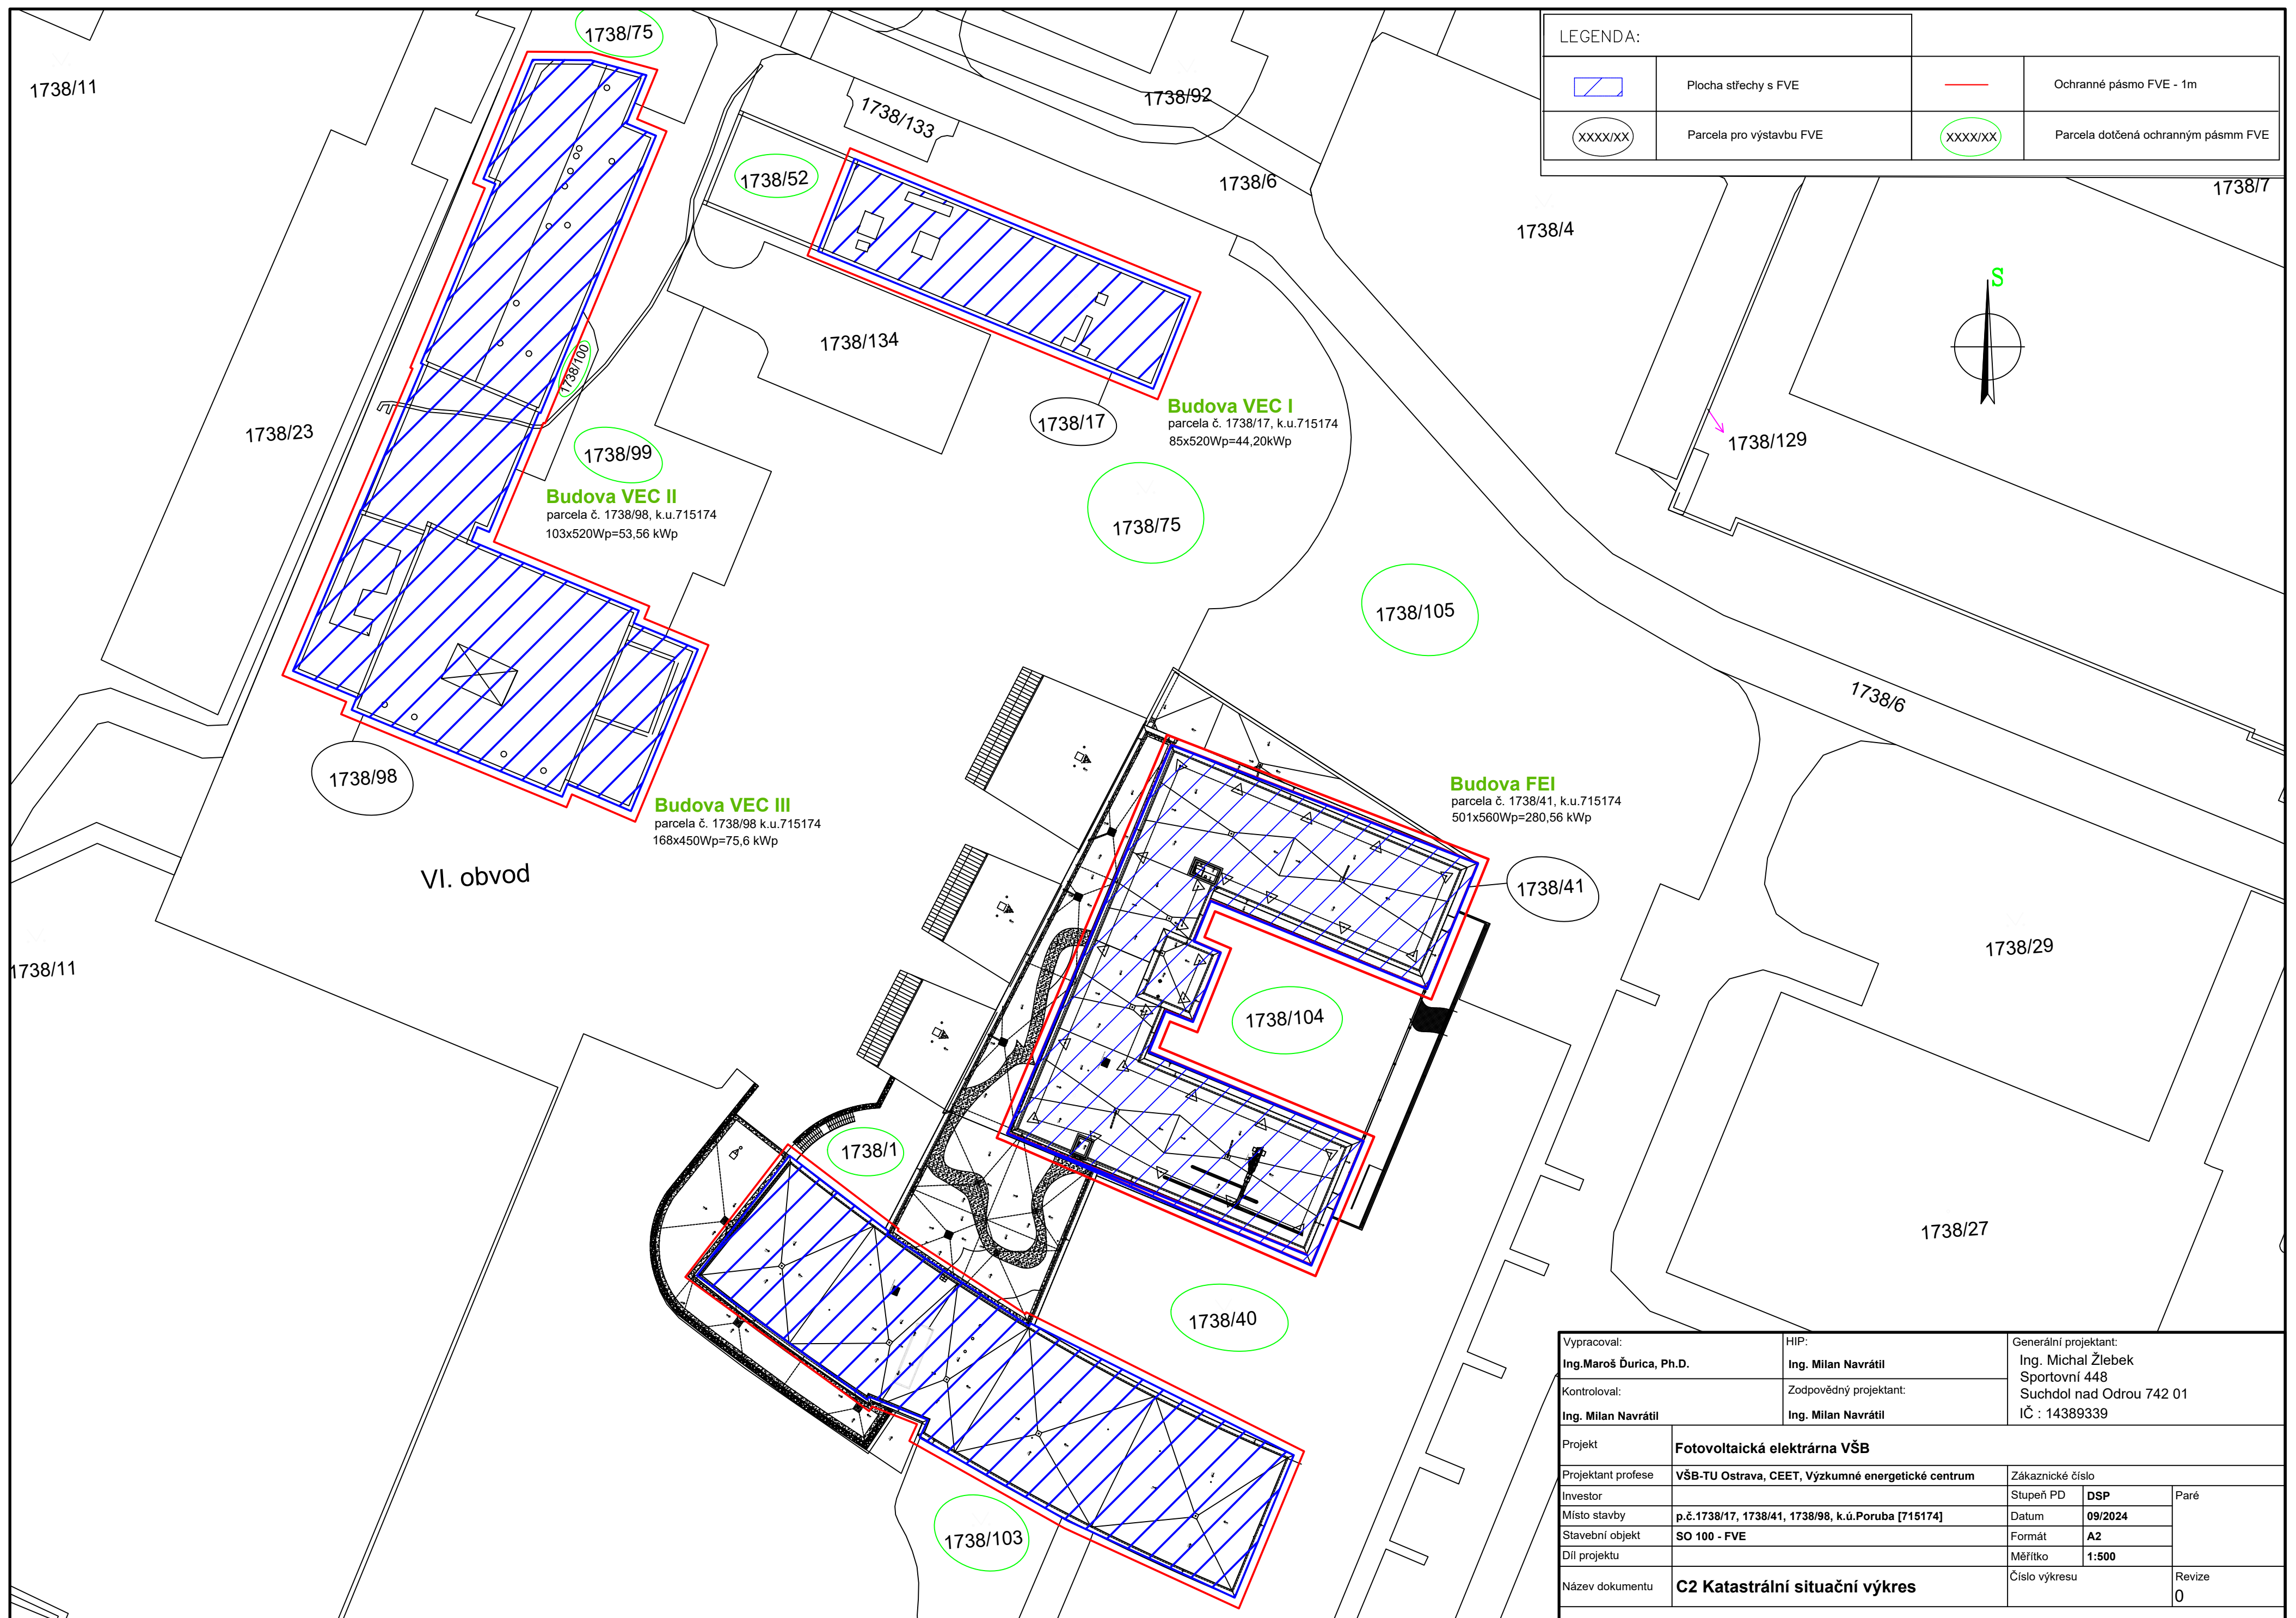 LEGENDA:
Plocha střechy s FVE
Ochranné pásmo FVE - 1m
XXXX/XX
Parcela pro výstavbu FVE
XXXX/XX
Parcela dotčená ochranným pásmm FVE
1738/75
1738/11
1738/92
1738/133
1738/52
1738/6
1738/7
1738/4
S
1738/134
1738/100
1738/23
1738/17
Budova VEC I
parcela č. 1738/17, k.u.715174
85x520Wp=44,20kWp
1738/129
1738/99
Budova VEC II
parcela č. 1738/98, k.u.715174
103x520Wp=53,56 kWp
1738/75
1738/105
1738/6
1738/98
Budova VEC III
parcela č. 1738/98 k.u.715174
168x450Wp=75,6 kWp
Budova FEI
parcela č. 1738/41, k.u.715174
501x560Wp=280,56 kWp
VI. obvod
1738/41
1738/29
1738/11
1738/104
1738/1
1738/27
1738/40
1738/103
Vypracoval:
Ing.Maroš Ďurica, Ph.D.
HIP:
Ing. Milan Navrátil
Generální projektant:
Ing. Michal Žlebek
Sportovní 448
Suchdol nad Odrou 742 01
IČ : 14389339
Kontroloval:
Ing. Milan Navrátil
Zodpovědný projektant:
Ing. Milan Navrátil
Projekt
Fotovoltaická elektrárna VŠB
Projektant profese
VŠB-TU Ostrava, CEET, Výzkumné energetické centrum
Zákaznické číslo
Investor
Stupeň PD
DSP
Paré
Místo stavby
p.č.1738/17, 1738/41, 1738/98, k.ú.Poruba [715174]
Datum
09/2024
Stavební objekt
SO 100 - FVE
Formát
A2
Díl projektu
Měřítko
1:500
Název dokumentu
C2 Katastrální situační výkres
Číslo výkresu
Revize
0